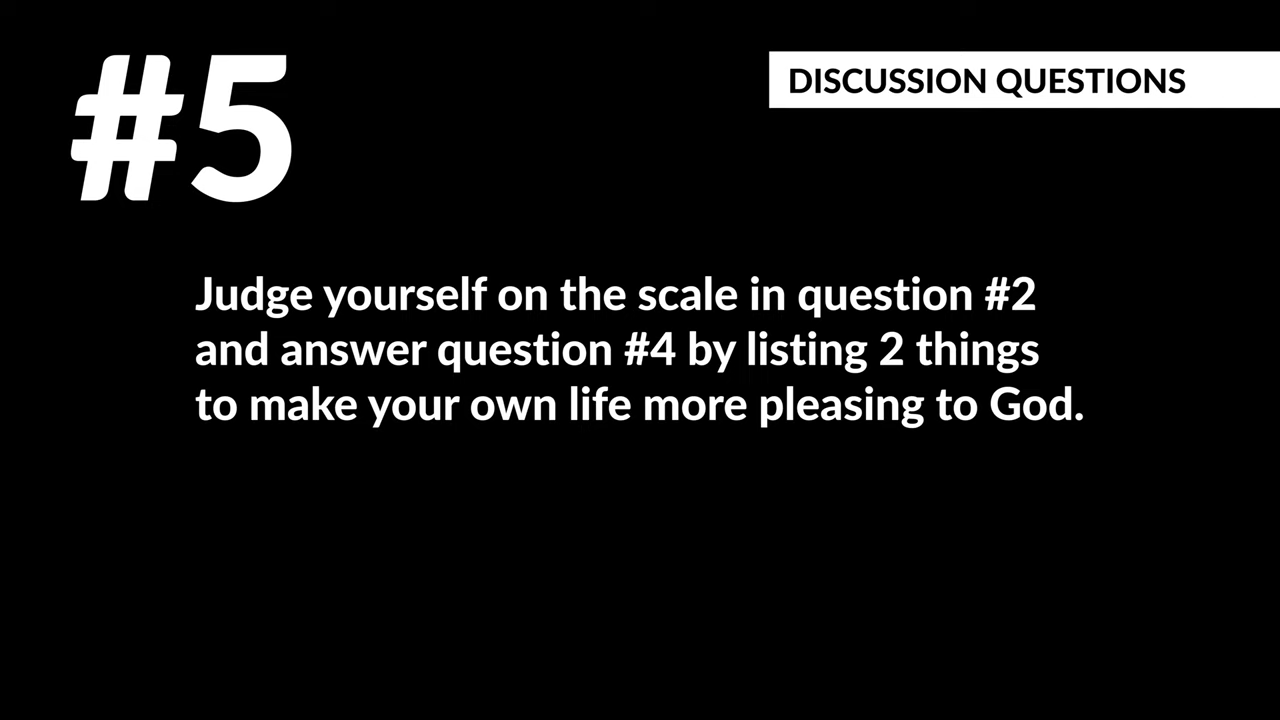 #5
DISCUSSION QUESTIONS
Judge yourself on the scale in question #2
and answer question #4 by listing 2 things
to make your own life more pleasing to God.